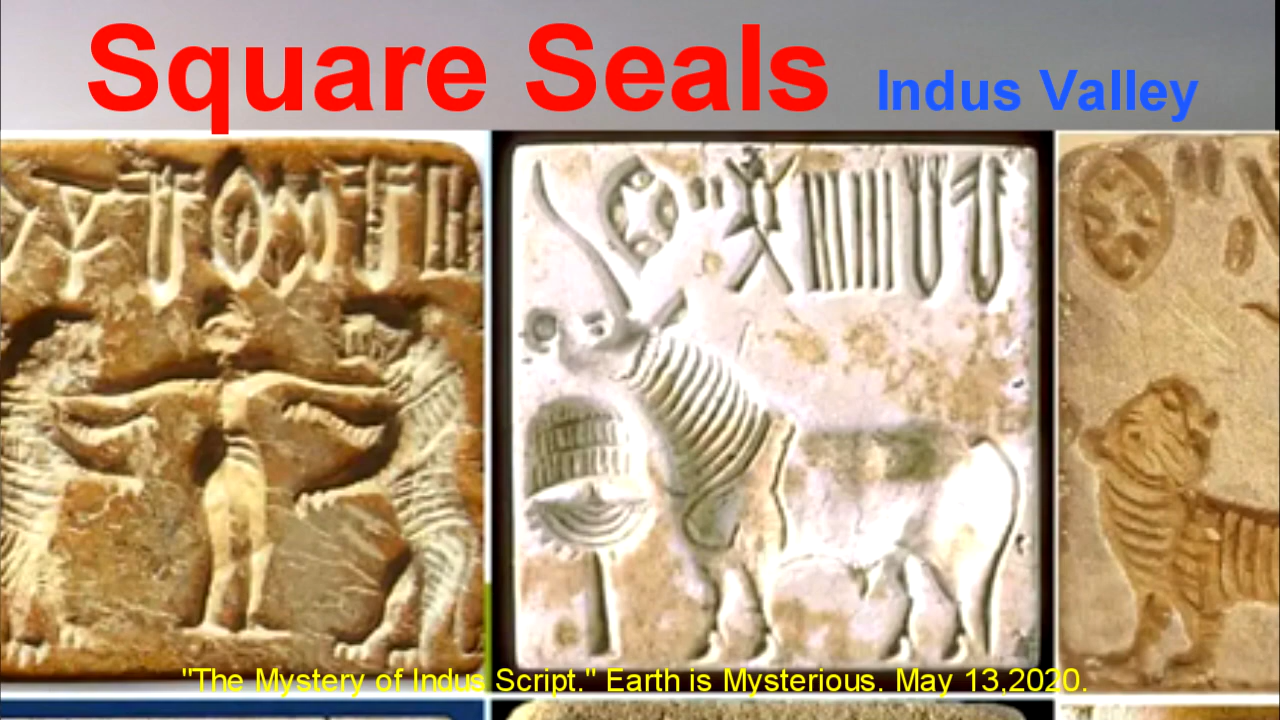 Square Seals Indus Valley
"The Mystery of Indus Script." Earth is Mysterious. May 13,2020.